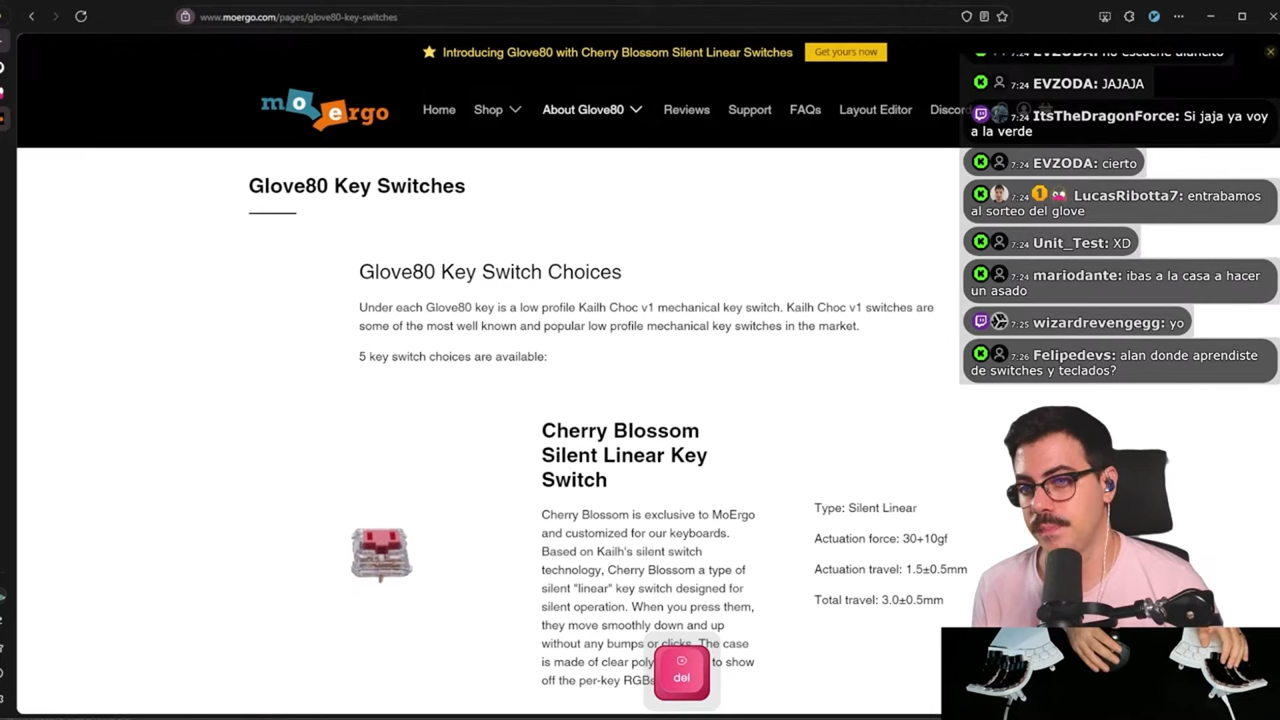 www.moergo.com/pages/glove80-key-switches
Introducing Glove80 with Cherry Blossom Silent Linear Switches
Get yours now
moergo
Home
Shop
About Glove80
Reviews
Support
FAQs
Layout Editor
Discord
Glove80 Key Switches
Glove80 Key Switch Choices
Under each Glove80 key is a low profile Kailh Choc v1 mechanical key switch. Kailh Choc v1 switches are
some of the most well known and popular low profile mechanical key switches in the market.
5 key switch choices are available:
Cherry Blossom
Silent Linear Key
Switch
Cherry Blossom is exclusive to MoErgo
and customized for our keyboards.
Based on Kailh's silent switch
technology, Cherry Blossom a type of
silent "linear" key switch designed for
silent operation. When you press them,
they move smoothly down and up
without any bumps or clicks. The case
is made of clear poly to show
off the per-key RGBs
Type: Silent Linear
Actuation force: 30+10gf
Actuation travel: 1.5±0.5mm
Total travel: 3.0±0.5mm
del
7:24 EVZODA: JAJAJA
7:24 ItsTheDragonForce: Si jaja ya voy
a la verde
7:24 EVZODA: cierto
7:24 1 LucasRibotta7: entrabamos
al sorteo del glove
7:24 Unit_Test: XD
7:24 mariodante: ibas a la casa a hacer
un asado
7:25 wizardrevengegg: yo
7:26 Felipedevs: alan donde aprendiste
de switches y teclados?